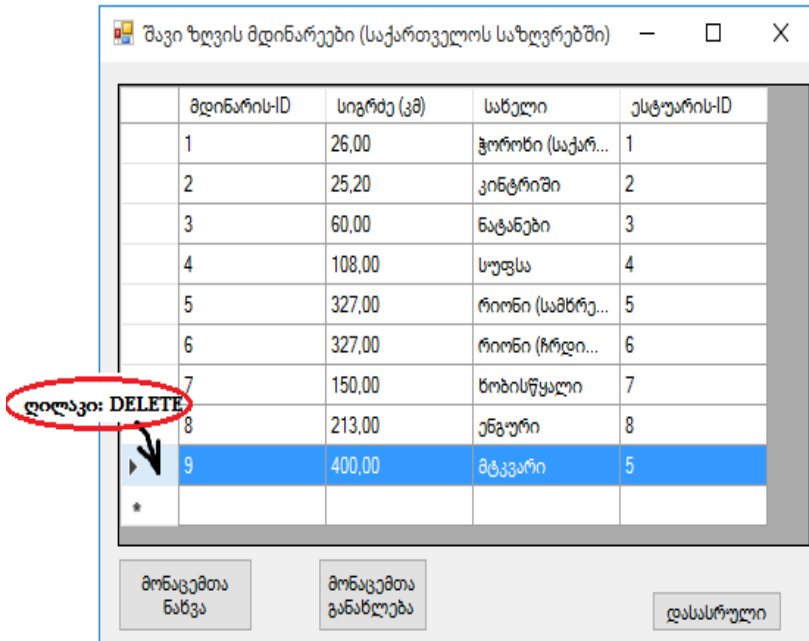 შავი ზღვის მდინარეები (საქართველოს საზღვრებში)
მდინარის-ID სიგრძე (კმ) სახელი ესტუარის-ID
1 26,00 ჭოროხი (საქარ... 1
2 25,20 კინტრიში 2
3 60,00 ნატანები 3
4 108,00 სუფსა 4
5 327,00 რიონი (სამხრე... 5
6 327,00 რიონი (ჩრდი... 6
7 150,00 ხობისწყალი 7
ღილაკი: DELETE
8 213,00 ენგური 8
9 400,00 მტკვარი 5
*
მონაცემთა
ნახვა
მონაცემთა
განახლება
დასასრული